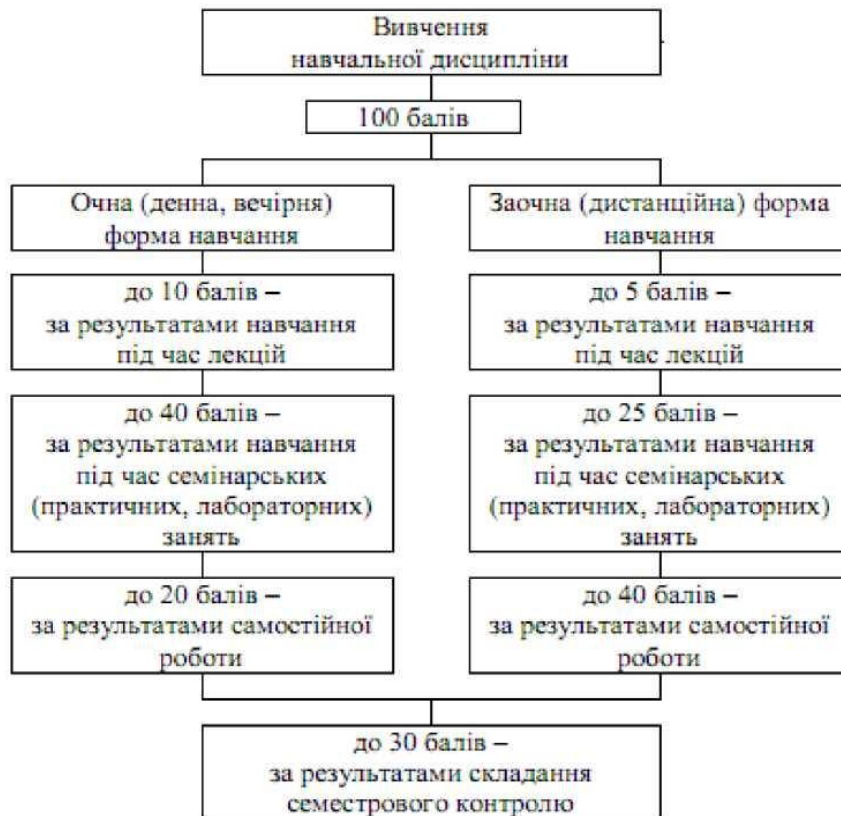 Вивчення
навчальної дисципліни
100 балів
Очна (денна, вечірня)
форма навчання
до 10 балів –
за результатами навчання
під час лекцій
до 40 балів –
за результатами навчання
під час семінарських
(практичних, лабораторних)
занять
до 20 балів –
за результатами самостійної
роботи
Заочна (дистанційна) форма
навчання
до 5 балів –
за результатами навчання
під час лекцій
до 25 балів –
за результатами навчання
під час семінарських
(практичних, лабораторних)
занять
до 40 балів –
за результатами самостійної
роботи
до 30 балів –
за результатами складання
семестрового контролю